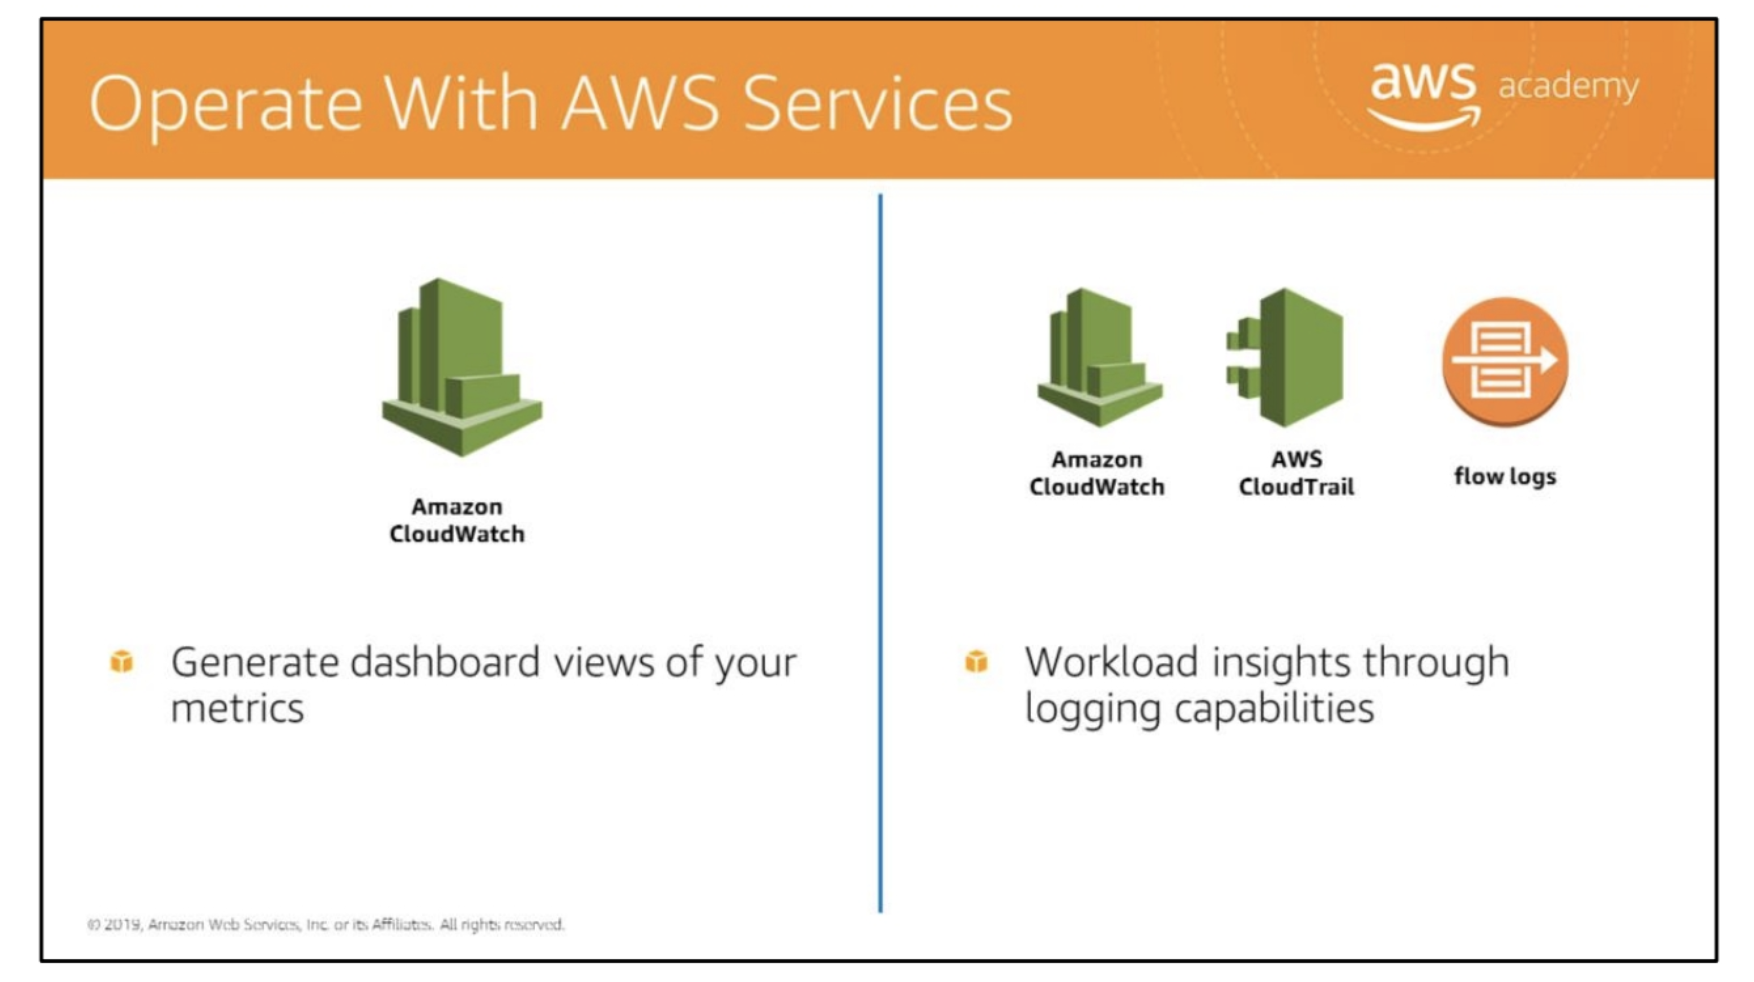 Operate With AWS Services
aws academy
Amazon
CloudWatch
Generate dashboard views of your
metrics
Amazon
CloudWatch
AWS
CloudTrail
flow logs
Workload insights through
logging capabilities
© 2019, Amazon Web Services, Inc. or its Affiliates. All rights reserved.